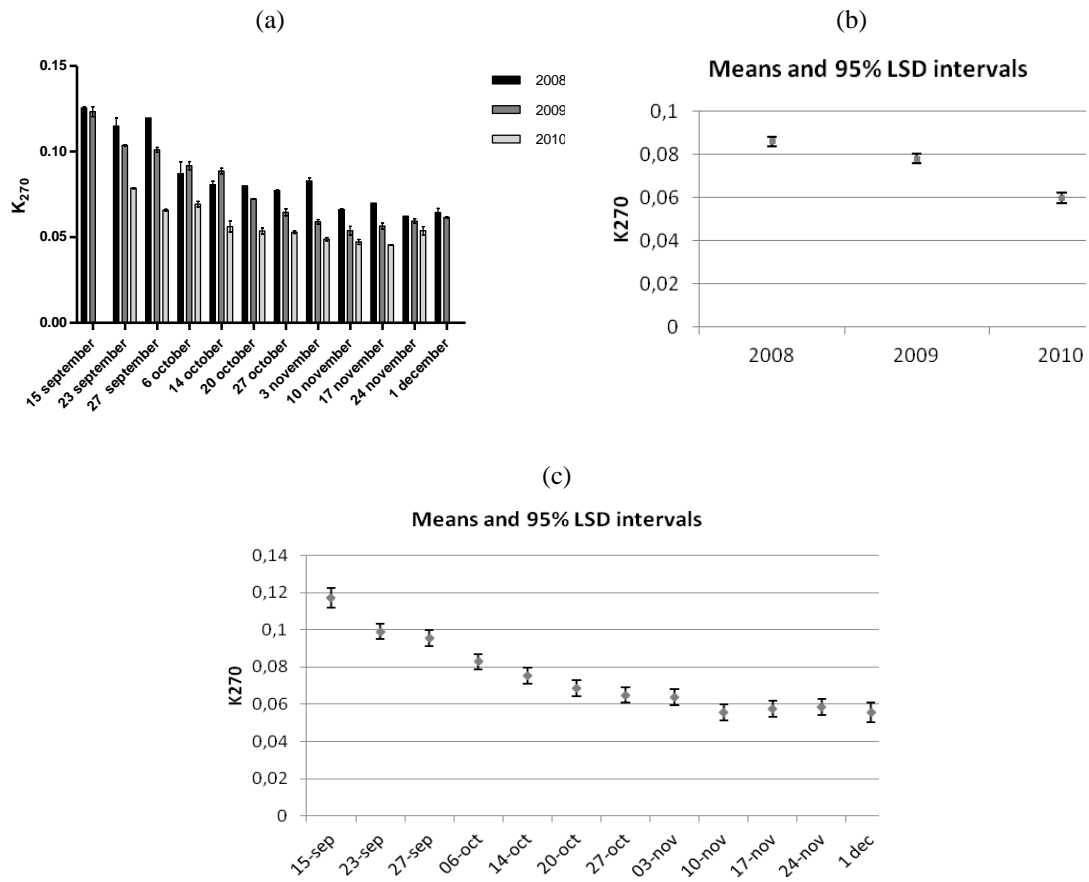 (a)
0.15
0.10
0.05
0.00
K270
15 september
23 september
27 september
6 october
14 october
20 october
27 october
3 november
10 november
17 november
24 november
1 december
2008
2009
2010
(b)
Means and 95% LSD intervals
0,1
0,08
0,06
0,04
0,02
0
K270
2008
2009
2010
(c)
Means and 95% LSD intervals
0,14
0,12
0,1
0,08
0,06
0,04
0,02
0
K270
15-sep
23-sep
27-sep
06-oct
14-oct
20-oct
27-oct
03-nov
10-nov
17-nov
24-nov
1 dec